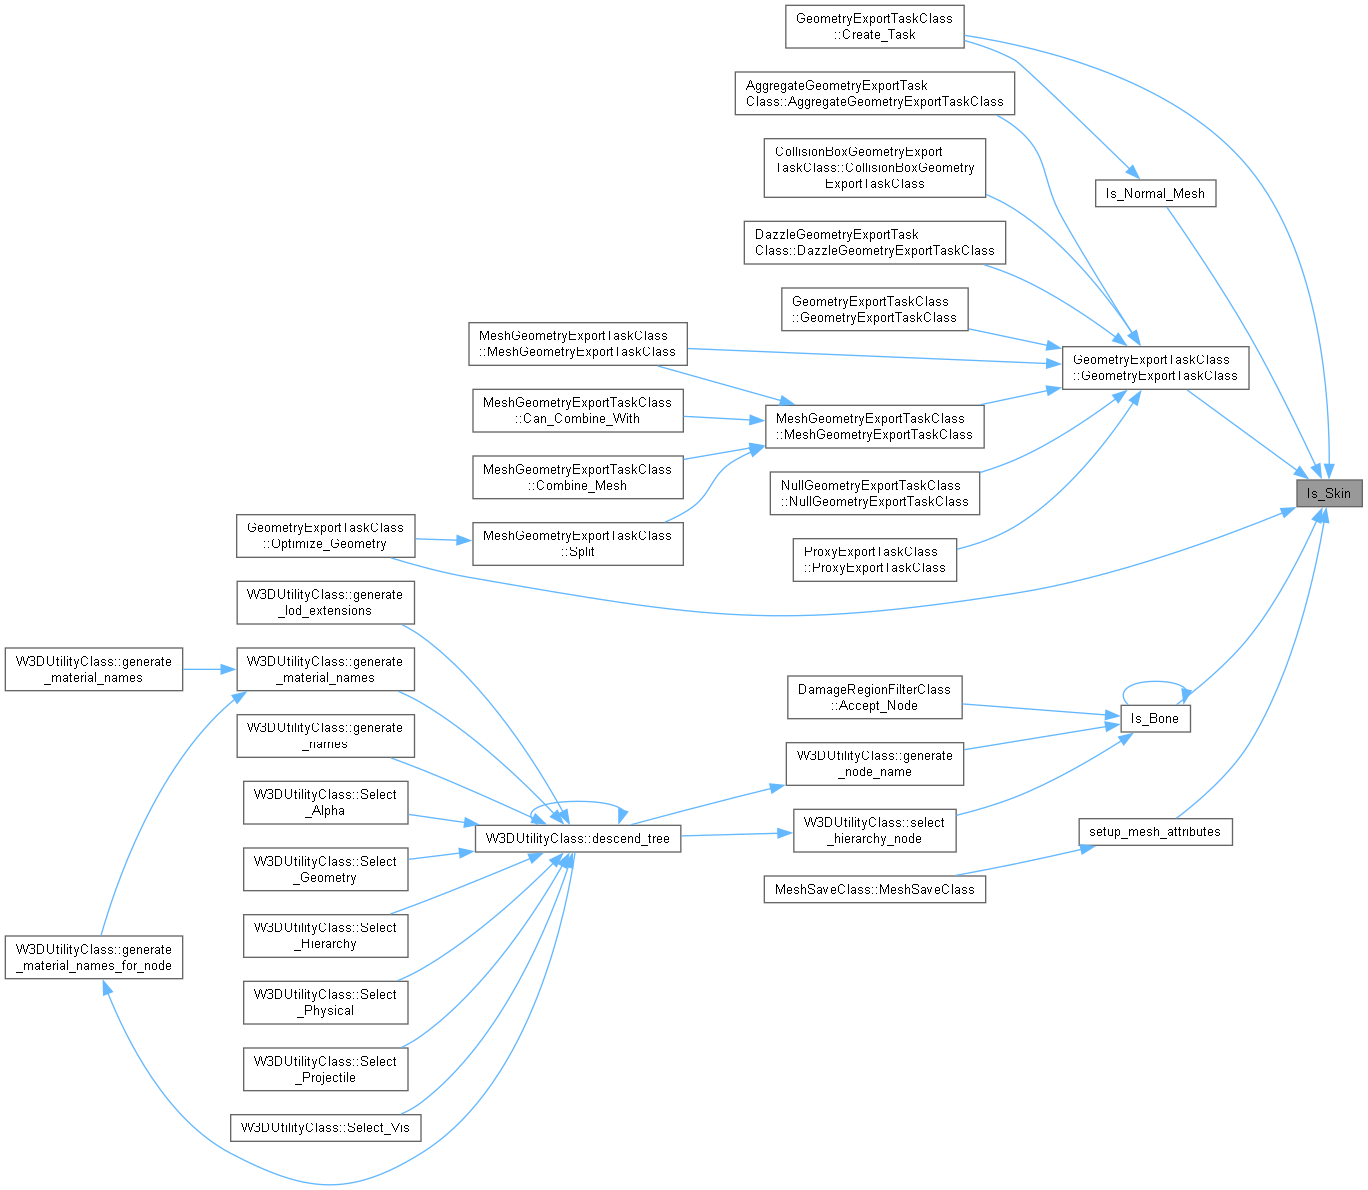 GeometryExportTaskClass
::Create_Task
AggregateGeometryExportTask
Class::AggregateGeometryExportTaskClass
CollisionBoxGeometryExport
TaskClass::CollisionBoxGeometry
ExportTaskClass
Is_Normal_Mesh
DazzleGeometryExportTask
Class::DazzleGeometryExportTaskClass
GeometryExportTaskClass
::GeometryExportTaskClass
MeshGeometryExportTaskClass
::MeshGeometryExportTaskClass
GeometryExportTaskClass
::GeometryExportTaskClass
MeshGeometryExportTaskClass
::Can_Combine_With
MeshGeometryExportTaskClass
::MeshGeometryExportTaskClass
MeshGeometryExportTaskClass
::Combine_Mesh
NullGeometryExportTaskClass
::NullGeometryExportTaskClass
Is_Skin
GeometryExportTaskClass
::Optimize_Geometry
MeshGeometryExportTaskClass
::Split
ProxyExportTaskClass
::ProxyExportTaskClass
W3DUtilityClass::generate
_lod_extensions
W3DUtilityClass::generate
_material_names
W3DUtilityClass::generate
_material_names
DamageRegionFilterClass
::Accept_Node
Is_Bone
W3DUtilityClass::generate
_names
W3DUtilityClass::generate
_node_name
W3DUtilityClass::Select
_Alpha
W3DUtilityClass::descend_tree
W3DUtilityClass::select
_hierarchy_node
setup_mesh_attributes
W3DUtilityClass::Select
_Geometry
MeshSaveClass::MeshSaveClass
W3DUtilityClass::Select
_Hierarchy
W3DUtilityClass::generate
_material_names_for_node
W3DUtilityClass::Select
_Physical
W3DUtilityClass::Select
_Projectile
W3DUtilityClass::Select_Vis